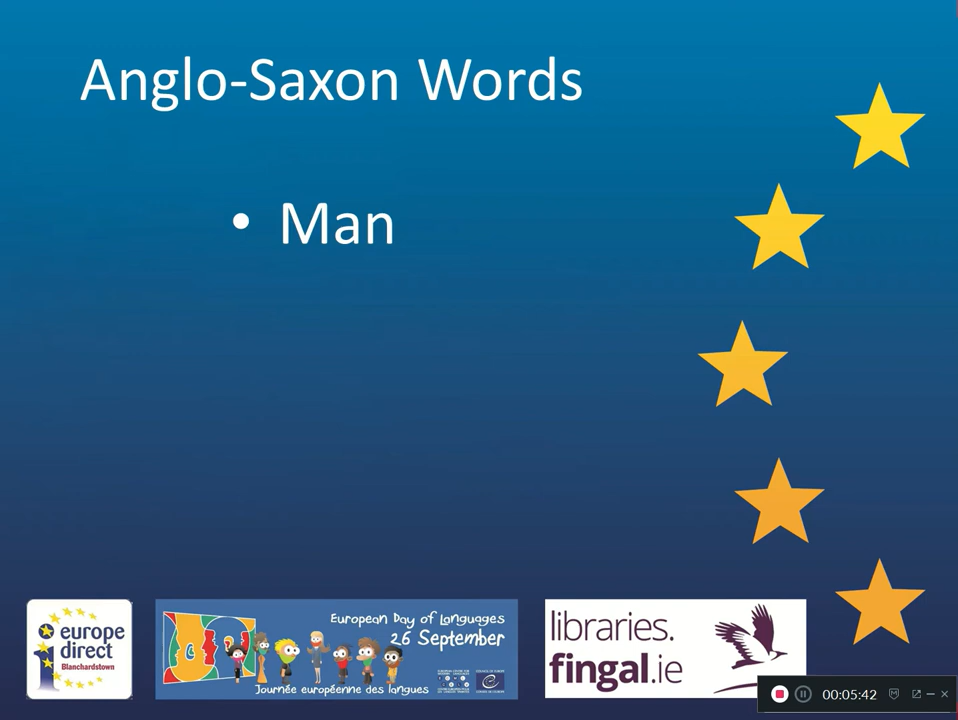 Anglo-Saxon Words
• Man
europe
direct
Blanchardstown
European Day of Languages
26 September
Journée européenne des langues
libraries.
fingal.ie
00:05:42